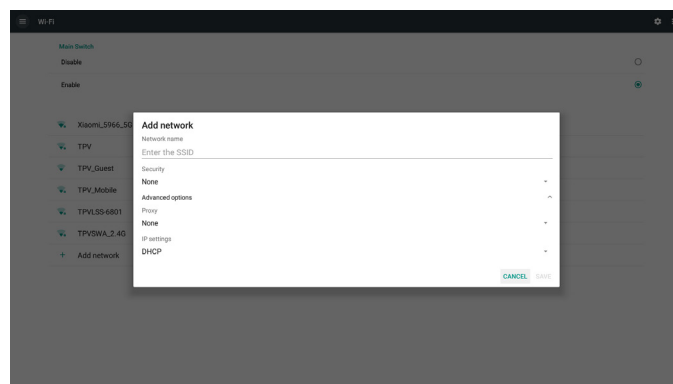 Wi-Fi
Main Switch
Disable
Enable
Xiaomi_5966_5G
TPV
TPV_Guest
TPV_Mobile
TPVLSS-6801
TPVSWA_2.4G
Add network
Add network
Network name
Enter the SSID
Security
None
Advanced options
Proxy
None
IP settings
DHCP
CANCEL SAVE